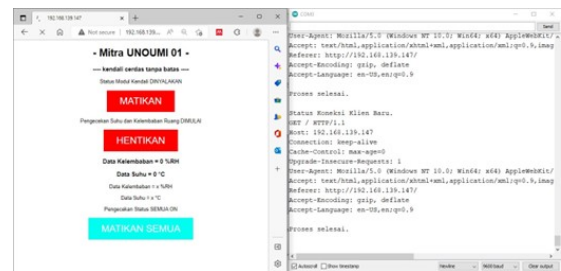 192.168.139.147
Not secure | 192.168.139...
- Mitra UNOUMI 01 -
---- kendali cerdas tanpa batas ----
Status Modul Kendali DINYALAKAN
MATIKAN
Pengecekan Suhu dan Kelembaban Ruang DIMULAI
HENTIKAN
Data Kelembaban = 0 %RH
Data Suhu = 0 °C
Data Kelembaban = x %RH
Data Suhu = x °C
Pengecekan Status SEMUA ON
MATIKAN SEMUA
Send
User-Agent: Mozilla/5.0 (Windows NT 10.0; Win64; x64) AppleWebKit/
Accept: text/html,application/xhtml+xml,application/xml;q=0.9,imag
Referer: http://192.168.139.147/
Accept-Encoding: gzip, deflate
Accept-Language: en-US,en;q=0.9
Proses selesai.
Status Koneksi Klien Baru.
GET / HTTP/1.1
Host: 192.168.139.147
Connection: keep-alive
Cache-Control: max-age=0
Upgrade-Insecure-Requests: 1
User-Agent: Mozilla/5.0 (Windows NT 10.0; Win64; x64) AppleWebKit/
Accept: text/html,application/xhtml+xml,application/xml;q=0.9,imag
Referer: http://192.168.139.147/
Accept-Encoding: gzip, deflate
Accept-Language: en-US,en;q=0.9
Proses selesai.
Autoscroll Show timestamp
Newline 9600 baud Clear output